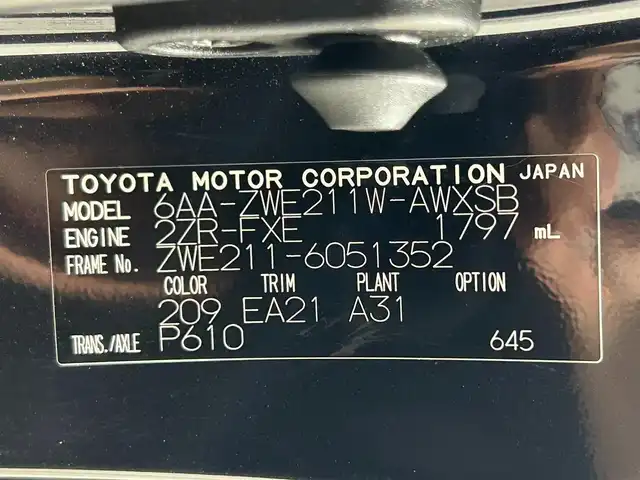 TOYOTA MOTOR CORPORATION JAPAN
MODEL 6AA-ZWE211W-AWXSB
ENGINE 2ZR-FXE 1797 mL
FRAME No. ZWE211-6051352
COLOR TRIM PLANT OPTION
209 EA21 A31
TRANS./AXLE P610 645